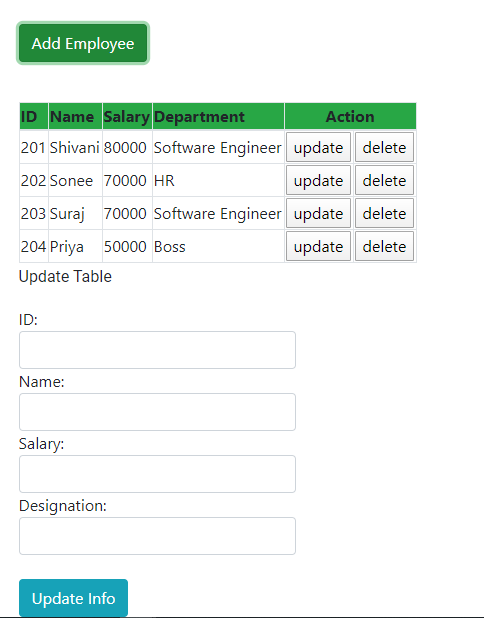 Add Employee
ID Name Salary Department Action
201 Shivani 80000 Software Engineer update delete
202 Sonee 70000 HR update delete
203 Suraj 70000 Software Engineer update delete
204 Priya 50000 Boss update delete
Update Table
ID:
Name:
Salary:
Designation:
Update Info